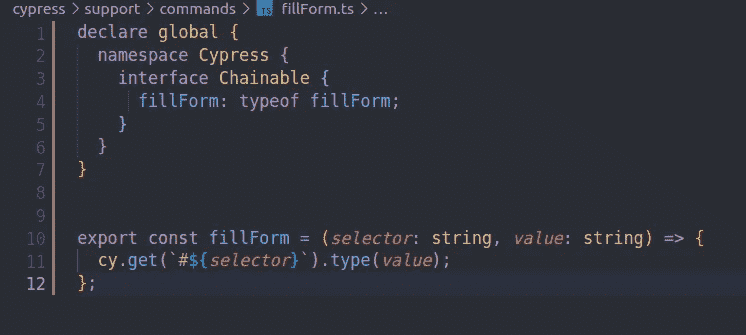 cypress > support > commands > TS fillForm.ts > ...
1 declare global {
2   namespace Cypress {
3     interface Chainable {
4       fillForm: typeof fillForm;
5     }
6   }
7 }
8
9
10 export const fillForm = (selector: string, value: string) => {
11   cy.get(`#${selector}`).type(value);
12 };